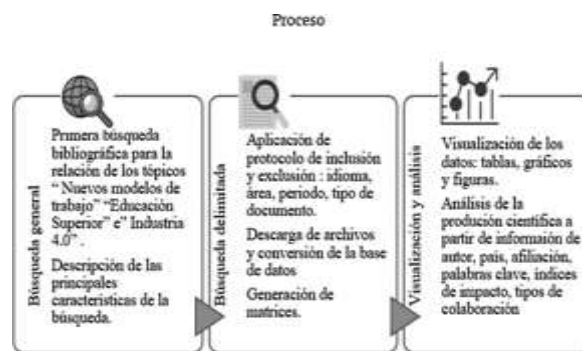 Proceso
Búsqueda general
Primera búsqueda
bibliográfica para la
relación de los tópicos
“ Nuevos modelos de
trabajo” “Educación
Superior” e” Industria
4.0” .
Descripción de las
principales
características de la
búsqueda.
Búsqueda delimitada
Aplicación de
protocolo de inclusión
y exclusión : idioma,
área, periodo, tipo de
documento.
Descarga de archivos
y conversión de la base
de datos
Generación de
matrices.
Visualización y análisis
Visualización de los
datos: tablas, gráficos
y figuras.
Análisis de la
produción científica a
partir de informaión de
autor, país, afiliación,
palabras clave, índices
de impacto, tipos de
colaboración